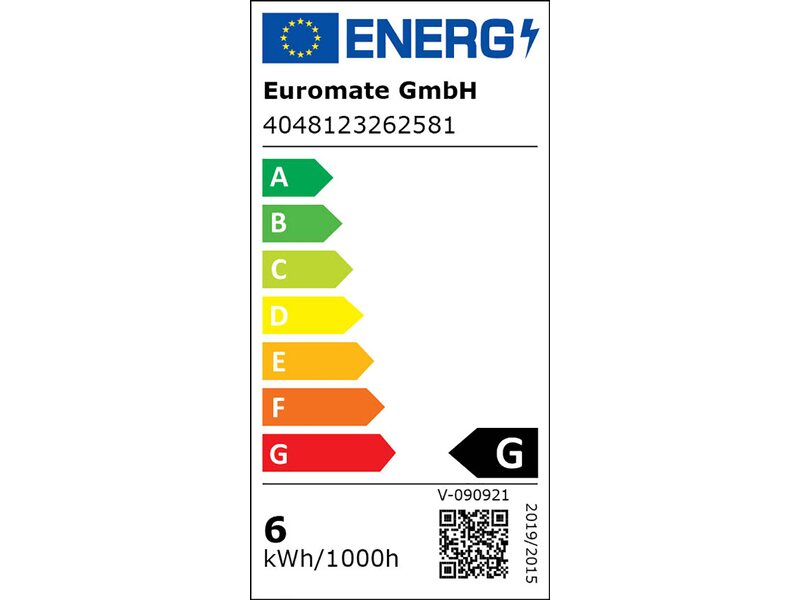 ENERG
Euromate GmbH
4048123262581
A
B
C
D
E
F
G
G
V-090921
6
kWh/1000h
2019/2015